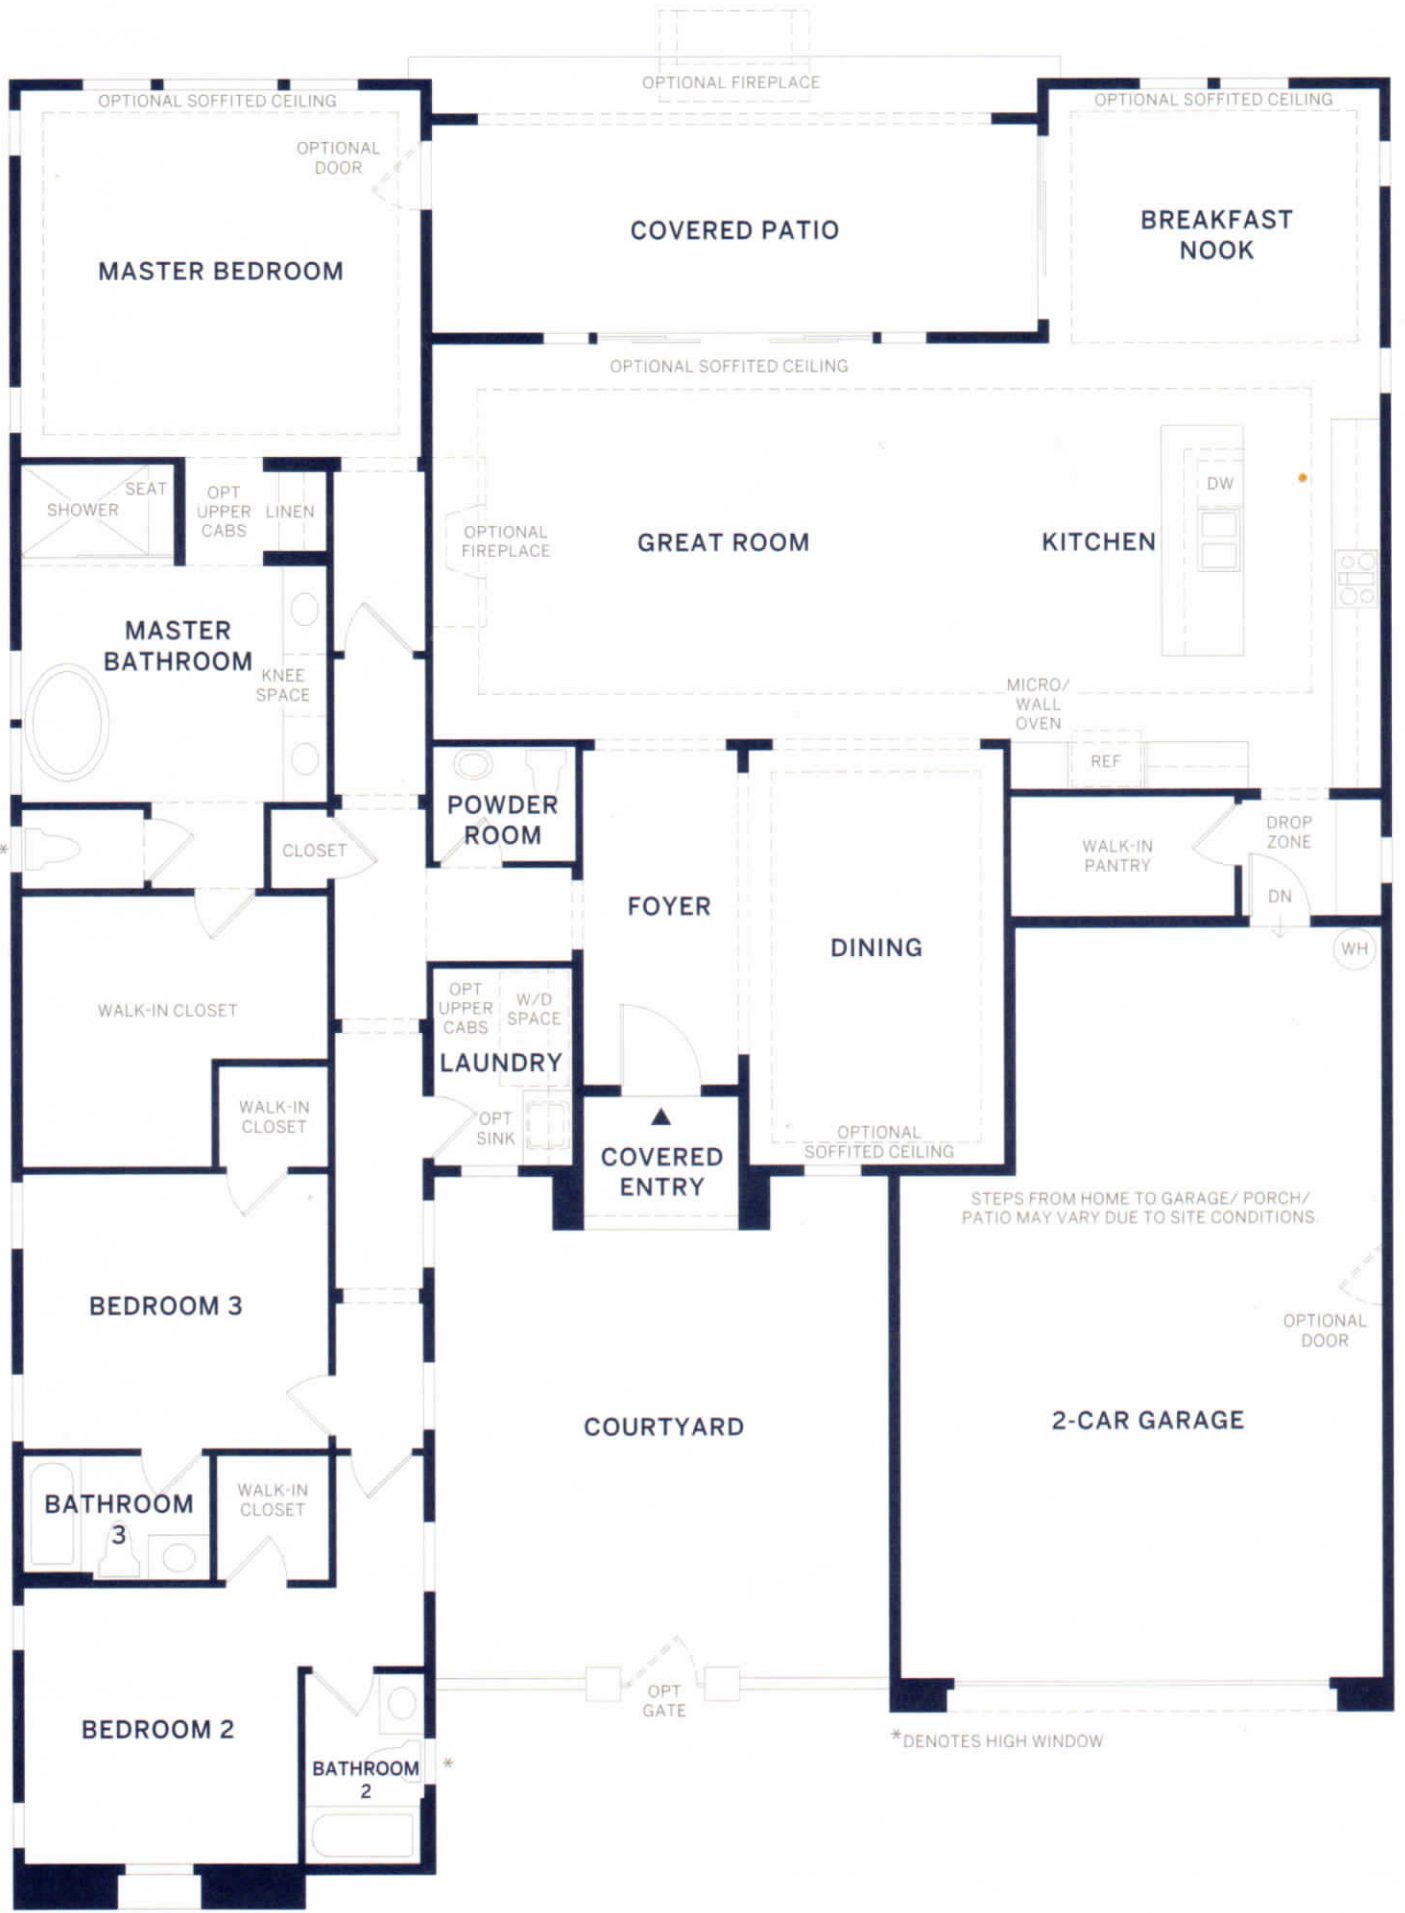 OPTIONAL FIREPLACE
OPTIONAL SOFFITED CEILING
OPTIONAL SOFFITED CEILING
OPTIONAL
DOOR
COVERED PATIO
BREAKFAST
NOOK
MASTER BEDROOM
OPTIONAL SOFFITED CEILING
SEAT
SHOWER
OPT
UPPER
CABS
LINEN
OPTIONAL
FIREPLACE
GREAT ROOM
KITCHEN
DW
MASTER
BATHROOM
KNEE
SPACE
MICRO/
WALL
OVEN
REF
POWDER
ROOM
CLOSET
*
WALK-IN
PANTRY
DROP
ZONE
DN
FOYER
DINING
WH
WALK-IN CLOSET
OPT
UPPER
CABS
W/D
SPACE
LAUNDRY
OPT
SINK
WALK-IN
CLOSET
OPTIONAL
SOFFITED CEILING
COVERED
ENTRY
STEPS FROM HOME TO GARAGE/ PORCH/
PATIO MAY VARY DUE TO SITE CONDITIONS.
BEDROOM 3
OPTIONAL
DOOR
COURTYARD
2-CAR GARAGE
BATHROOM
3
WALK-IN
CLOSET
OPT
GATE
BEDROOM 2
*DENOTES HIGH WINDOW
BATHROOM
2
*